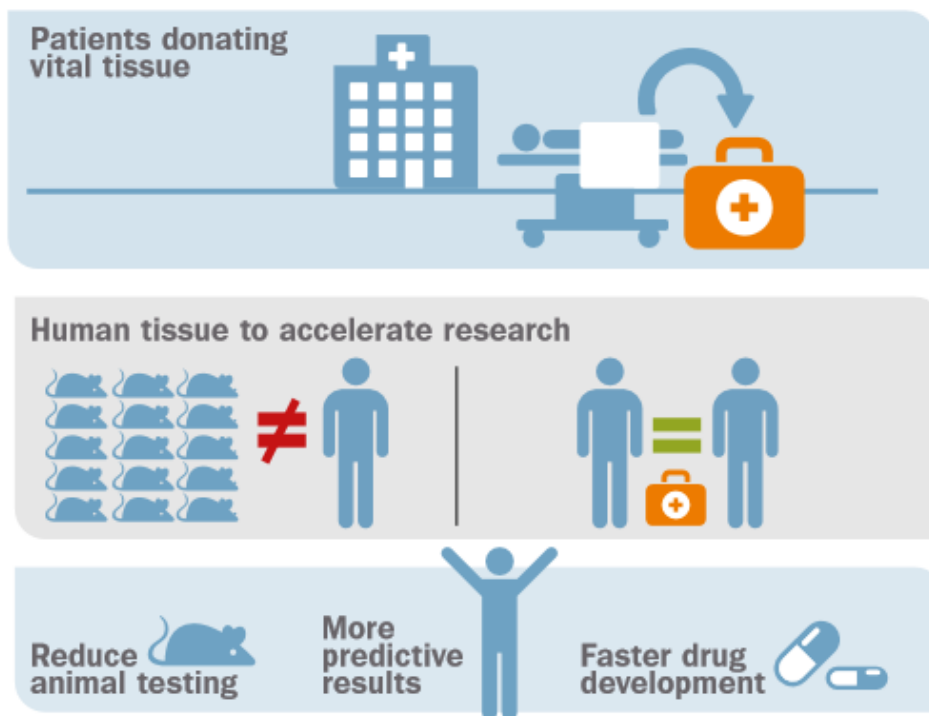 Patients donating
vital tissue
Human tissue to accelerate research
Reduce
animal testing
More
predictive
results
Faster drug
development